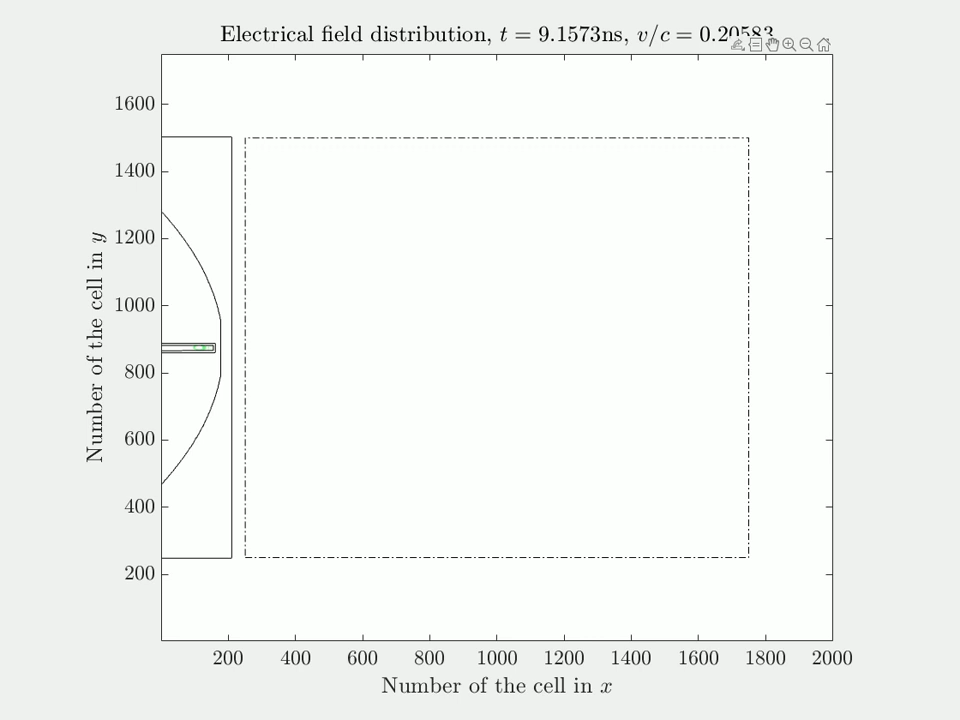 Electrical field distribution, t = 9.1573ns, v/c = 0.20583
1600
1400
1200
1000
800
600
400
200
Number of the cell in y
200 400 600 800 1000 1200 1400 1600 1800 2000
Number of the cell in x